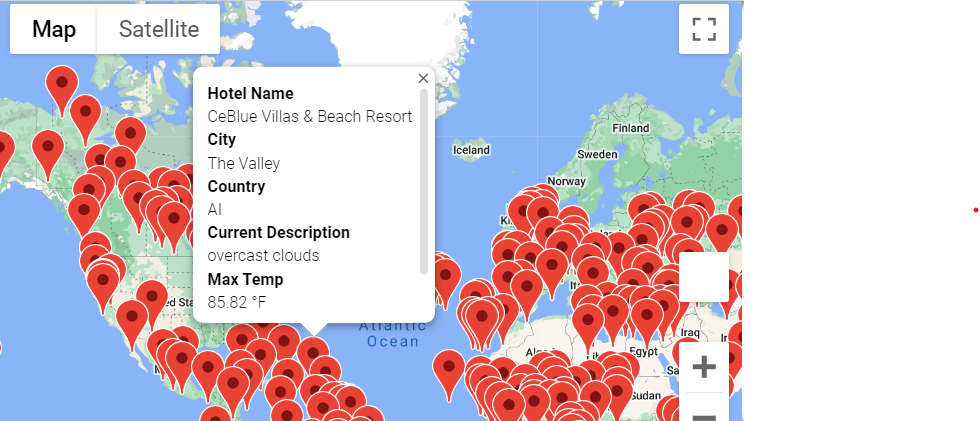 Map Satellite
Hotel Name
CeBlue Villas & Beach Resort
City
The Valley
Country
AI
Current Description
overcast clouds
Max Temp
85.82 °F
Iceland
Finland
Sweden
Norway
Atlantic
Ocean
Iraq
Egypt